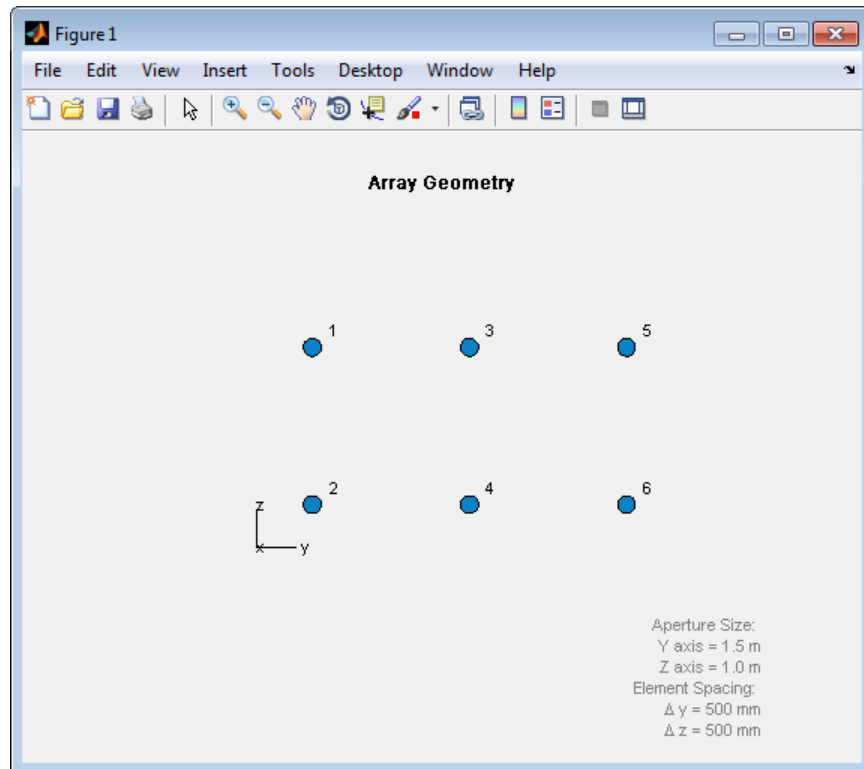 Figure 1
File Edit View Insert Tools Desktop Window Help
Array Geometry
1 3 5
2 4 6
z
x y
Aperture Size:
Y axis = 1.5 m
Z axis = 1.0 m
Element Spacing:
Δ y = 500 mm
Δ z = 500 mm